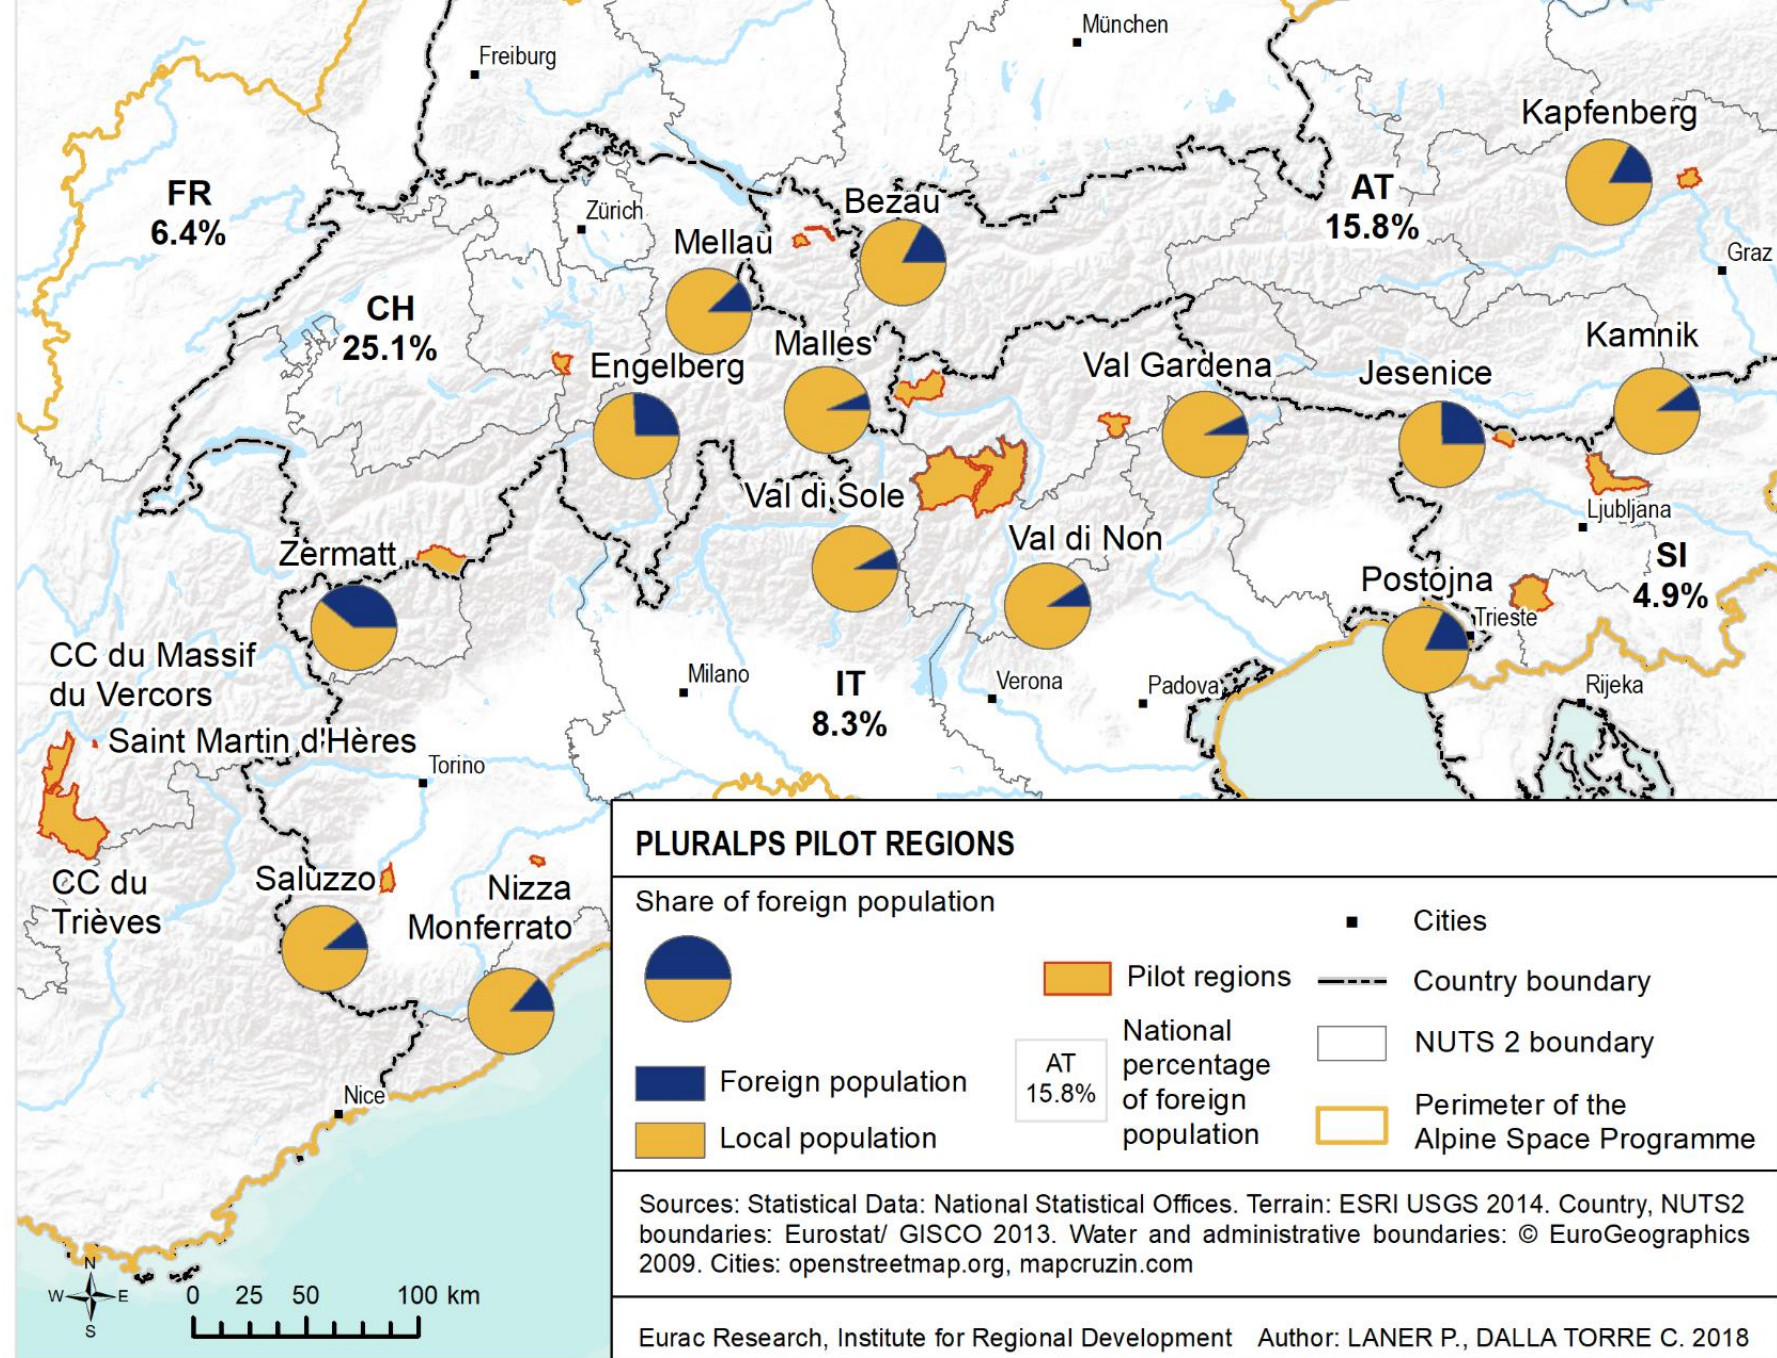 München
Freiburg
Kapfenberg
FR
6.4%
AT
15.8%
Bezau
Zürich
Mellau
Graz
CH
25.1%
Malles
Kamnik
Engelberg
Val Gardena
Jesenice
Val di Sole
Ljubljana
Zermatt
Val di Non
SI
4.9%
Postojna
Trieste
CC du Massif
du Vercors
Milano
IT
8.3%
Verona
Padova
Rijeka
Saint Martin d'Hères
Torino
CC du
Trièves
Saluzzo
Nizza
Monferrato
Nice
N
W
E
S
0 25 50 100 km
PLURALPS PILOT REGIONS
Share of foreign population
Foreign population
Local population
Pilot regions
AT
15.8%
National
percentage
of foreign
population
Cities
Country boundary
NUTS 2 boundary
Perimeter of the
Alpine Space Programme
Sources: Statistical Data: National Statistical Offices. Terrain: ESRI USGS 2014. Country, NUTS2
boundaries: Eurostat/ GISCO 2013. Water and administrative boundaries: © EuroGeographics
2009. Cities: openstreetmap.org, mapcruzin.com
Eurac Research, Institute for Regional Development Author: LANER P., DALLA TORRE C. 2018